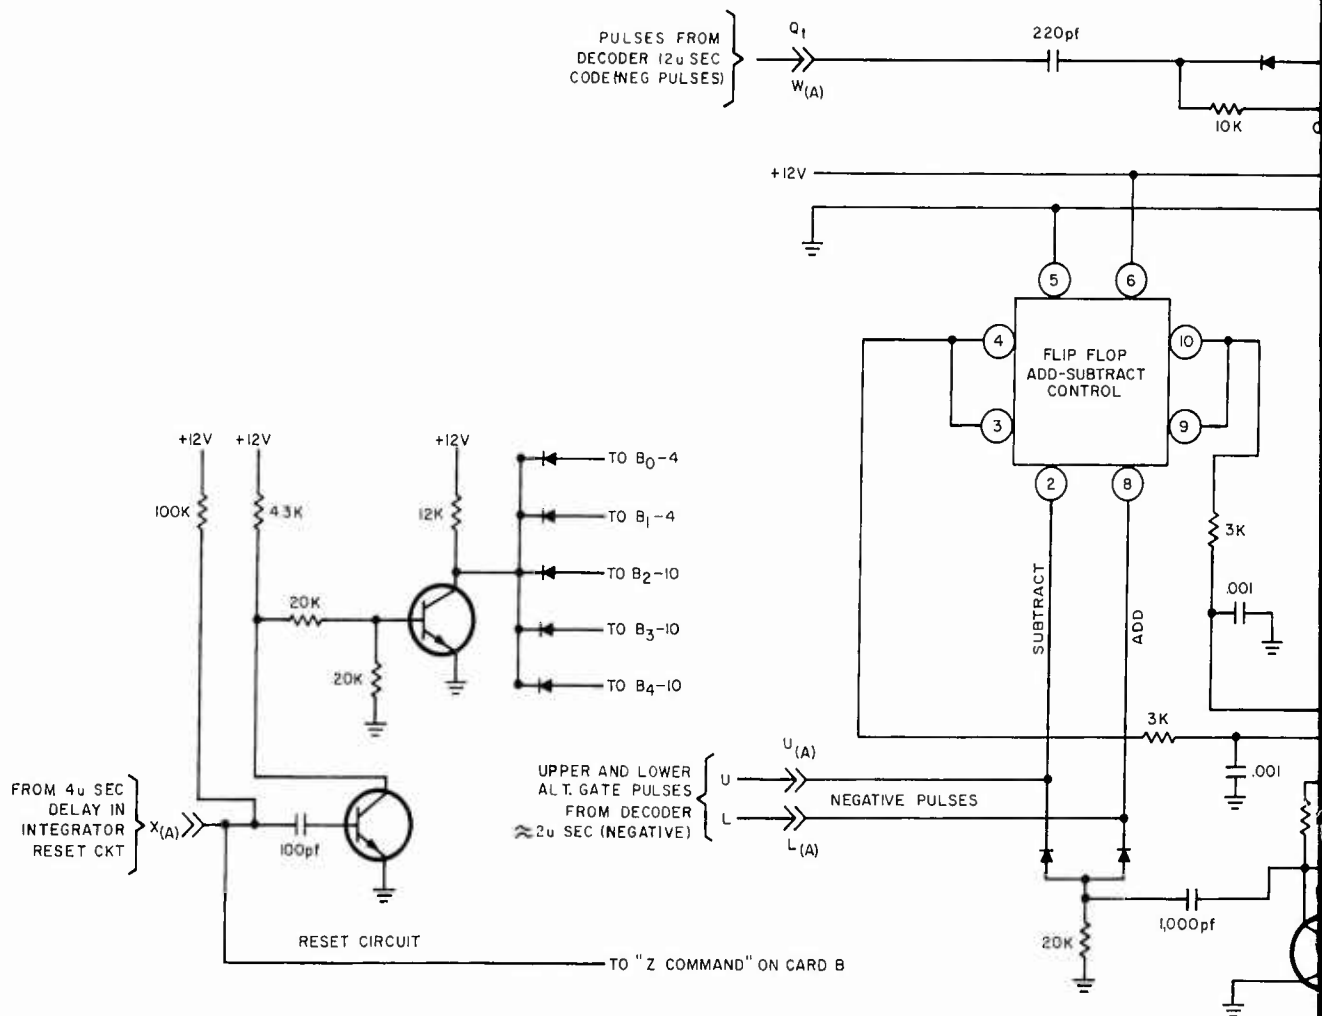 PULSES FROM
DECODER 12u SEC
CODE(NEG PULSES)
Q1
W(A)
220pf
10K
+12V
5
6
4
10
FLIP FLOP
ADD-SUBTRACT
CONTROL
3
9
2
8
3K
.001
SUBTRACT
ADD
+12V
+12V
+12V
100K
43K
12K
TO B0-4
TO B1-4
TO B2-10
TO B3-10
TO B4-10
20K
20K
3K
.001
FROM 4u SEC
DELAY IN
INTEGRATOR
RESET CKT
X(A)
100pf
UPPER AND LOWER
ALT. GATE PULSES
FROM DECODER
≈2u SEC (NEGATIVE)
U
L
U(A)
NEGATIVE PULSES
L(A)
1,000pf
20K
RESET CIRCUIT
TO "Z COMMAND" ON CARD B